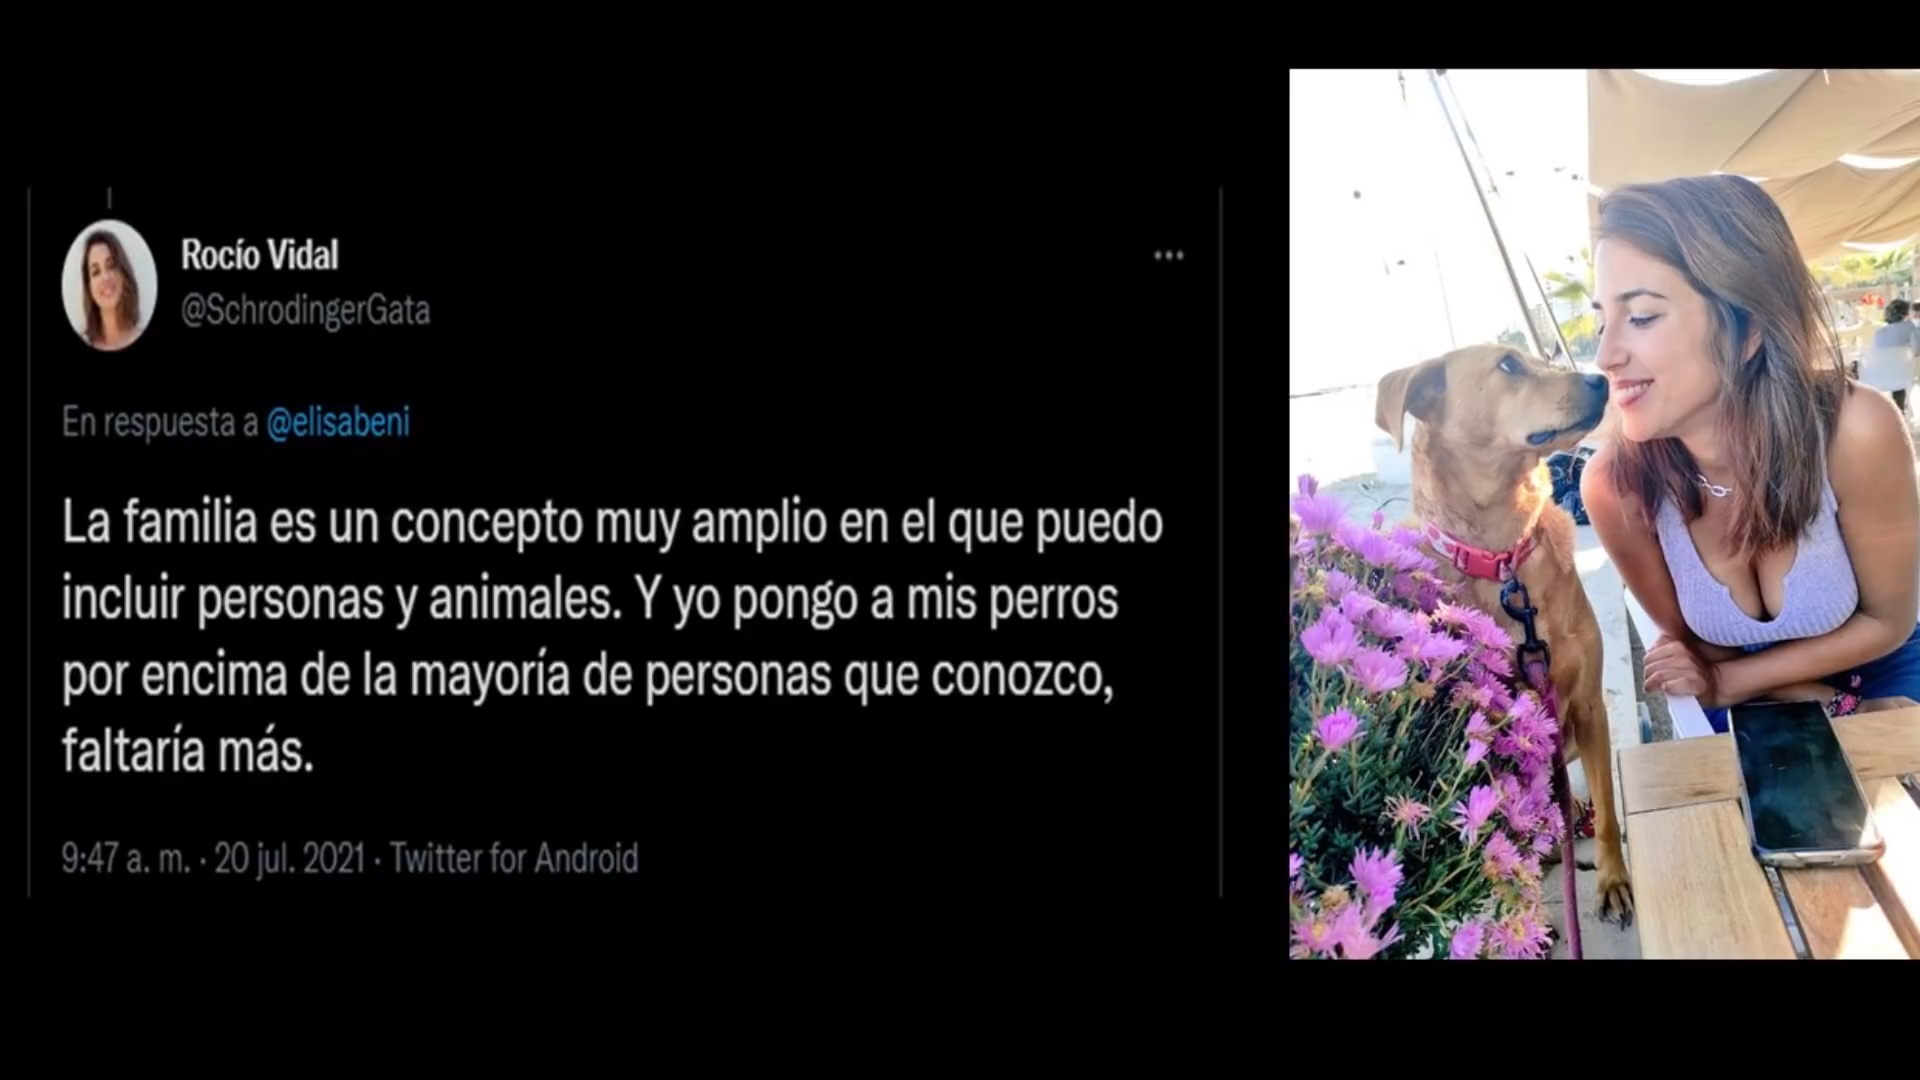 Rocío Vidal
@SchrodingerGata
En respuesta a @elisabeni
La familia es un concepto muy amplio en el que puedo
incluir personas y animales. Y yo pongo a mis perros
por encima de la mayoría de personas que conozco,
faltaría más.
9:47 a. m. · 20 jul. 2021 · Twitter for Android